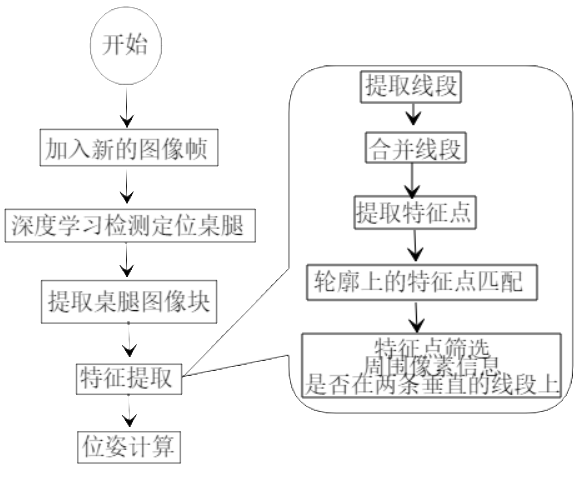 开始
加入新的图像帧
深度学习检测定位桌腿
提取桌腿图像块
特征提取
位姿计算
提取线段
合并线段
提取特征点
轮廓上的特征点匹配
特征点筛选
周围像素信息
是否在两条垂直的线段上